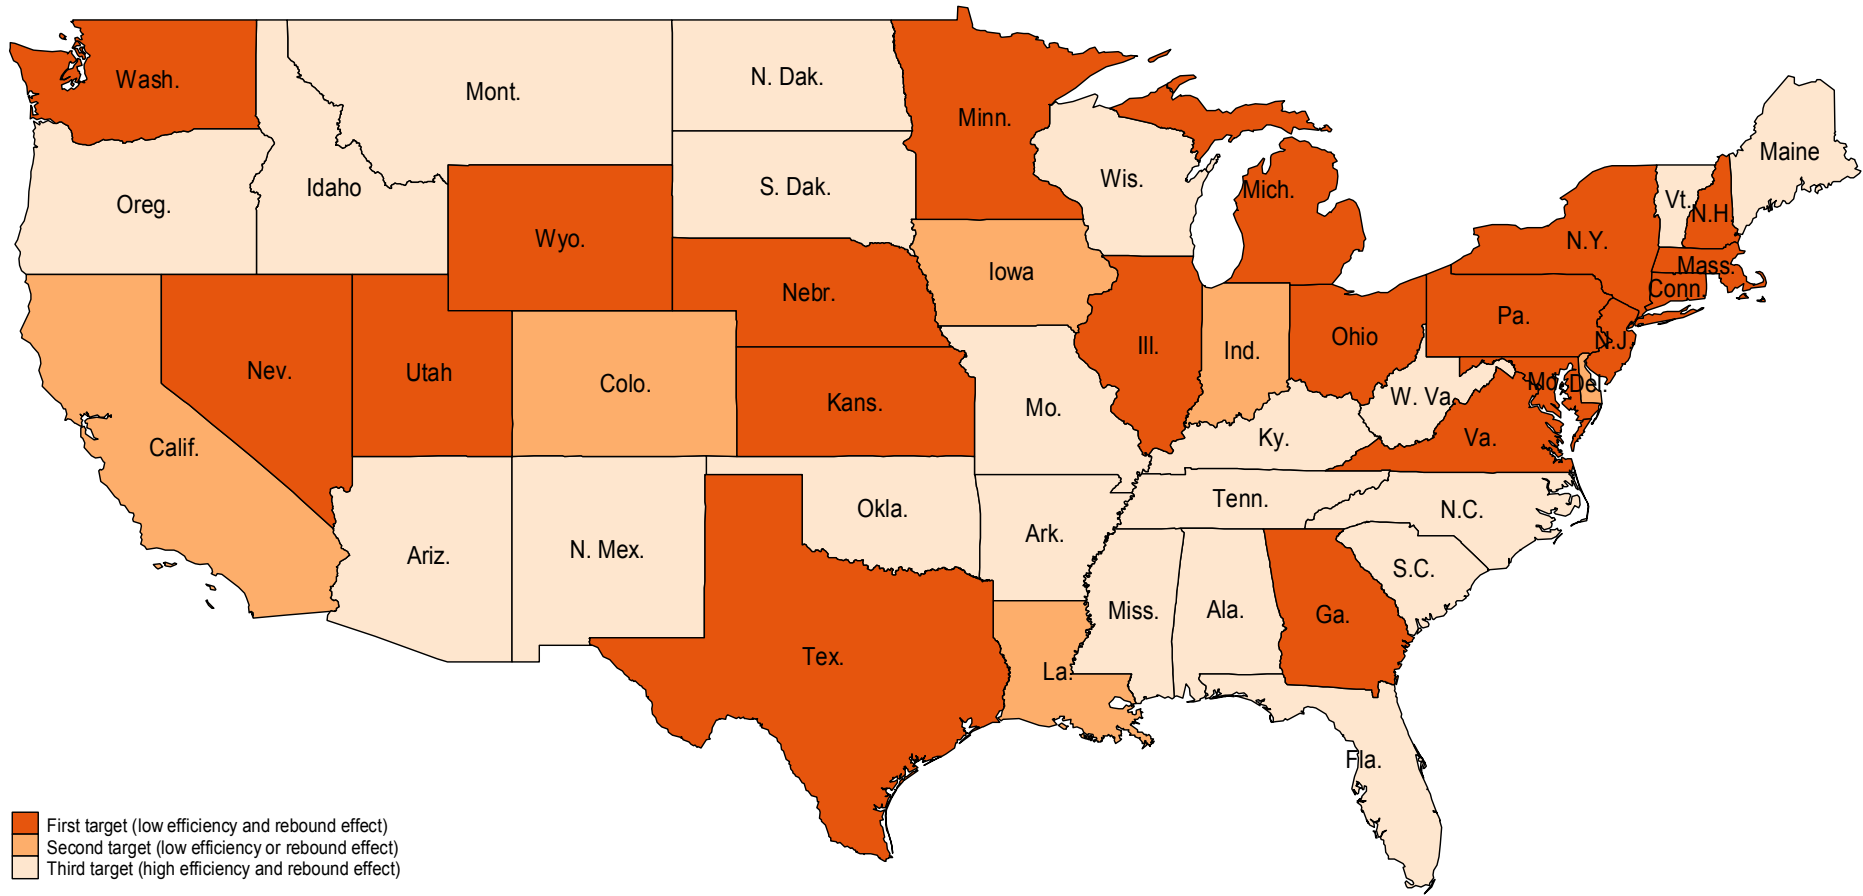 Wash.
Mont.
N. Dak.
Minn.
Maine
Oreg.
Idaho
S. Dak.
Wis.
Mich.
Vt.
N.H.
Wyo.
N.Y.
Iowa
Mass.
Nebr.
Conn.
Nev.
Utah
Colo.
Kans.
Ill.
Ind.
Ohio
Pa.
N.J.
Md.
Del.
Calif.
Mo.
W. Va.
Ky.
Va.
Ariz.
N. Mex.
Okla.
Ark.
Tenn.
N.C.
S.C.
Miss.
Ala.
Ga.
Tex.
La.
Fla.
First target (low efficiency and rebound effect)
Second target (low efficiency or rebound effect)
Third target (high efficiency and rebound effect)